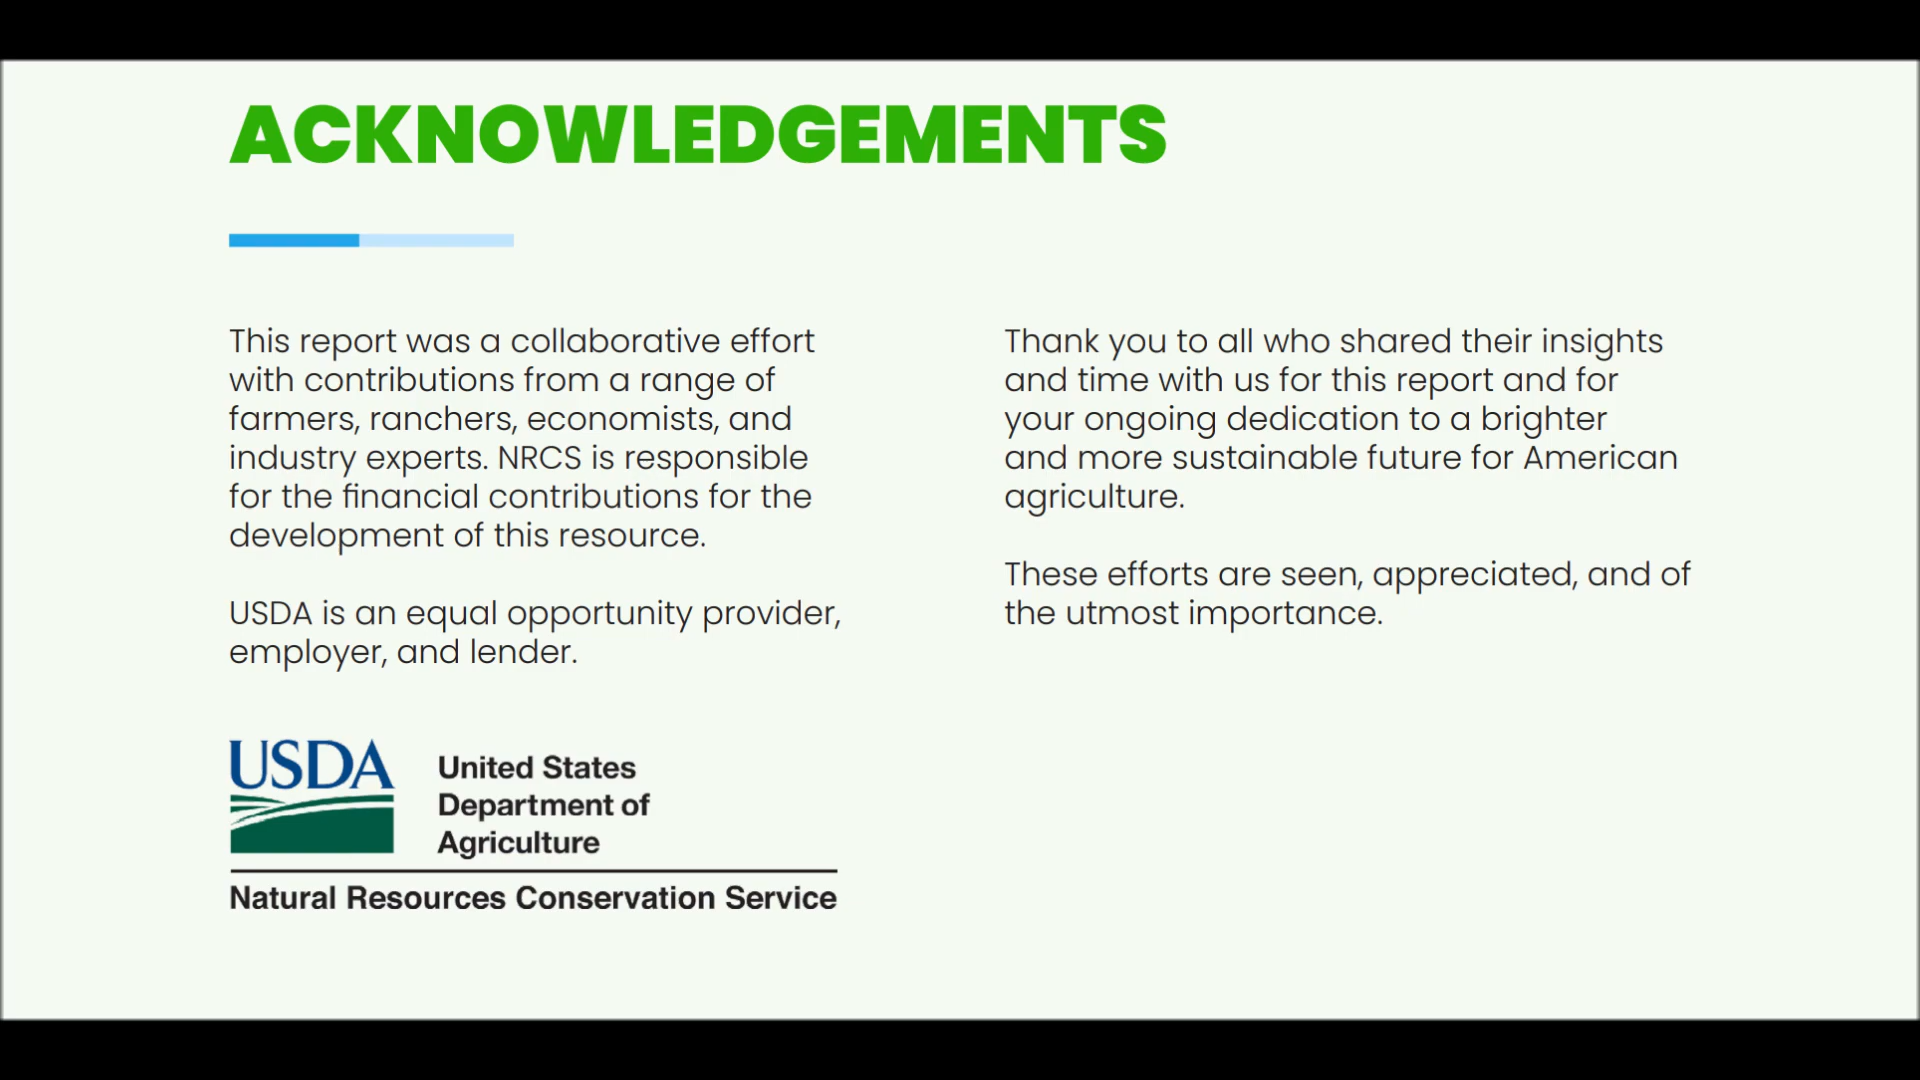 ACKNOWLEDGEMENTS
This report was a collaborative effort
with contributions from a range of
farmers, ranchers, economists, and
industry experts. NRCS is responsible
for the financial contributions for the
development of this resource.
USDA is an equal opportunity provider,
employer, and lender.
Thank you to all who shared their insights
and time with us for this report and for
your ongoing dedication to a brighter
and more sustainable future for American
agriculture.
These efforts are seen, appreciated, and of
the utmost importance.
USDA
United States
Department of
Agriculture
Natural Resources Conservation Service